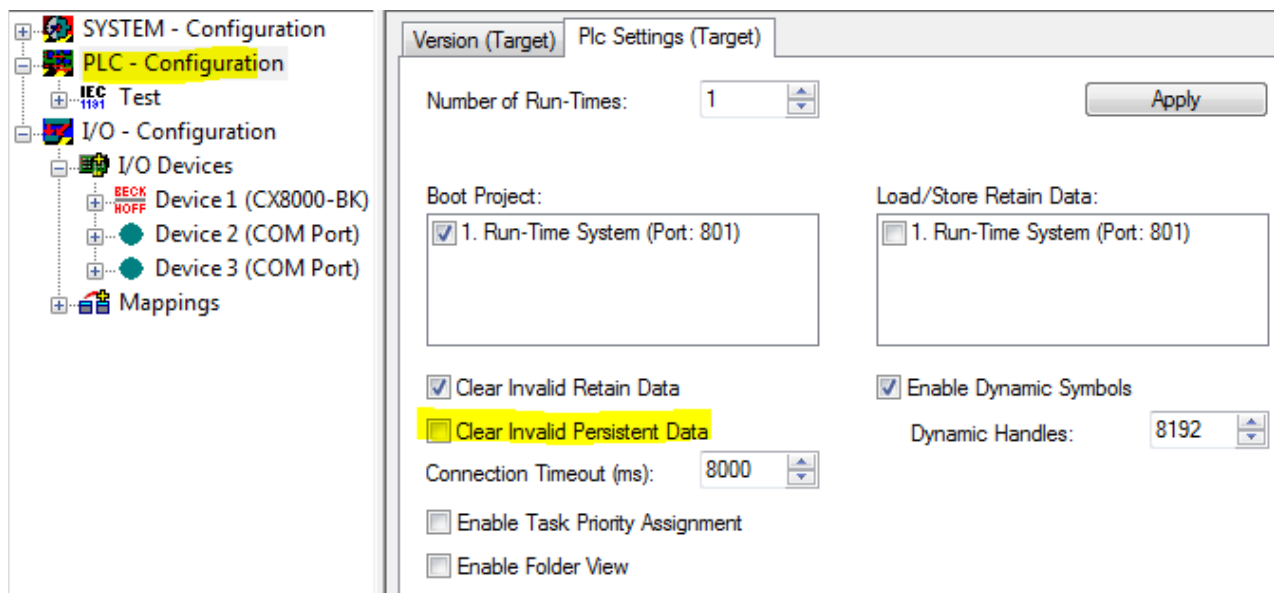 SYSTEM - Configuration
PLC - Configuration
IEC
1131
Test
I/O - Configuration
I/O Devices
BECK
HOFF
Device 1 (CX8000-BK)
Device 2 (COM Port)
Device 3 (COM Port)
Mappings
Version (Target)
Plc Settings (Target)
Number of Run-Times:
1
Apply
Boot Project:
1. Run-Time System (Port: 801)
Load/Store Retain Data:
1. Run-Time System (Port: 801)
Clear Invalid Retain Data
Enable Dynamic Symbols
Clear Invalid Persistent Data
Dynamic Handles:
8192
Connection Timeout (ms):
8000
Enable Task Priority Assignment
Enable Folder View